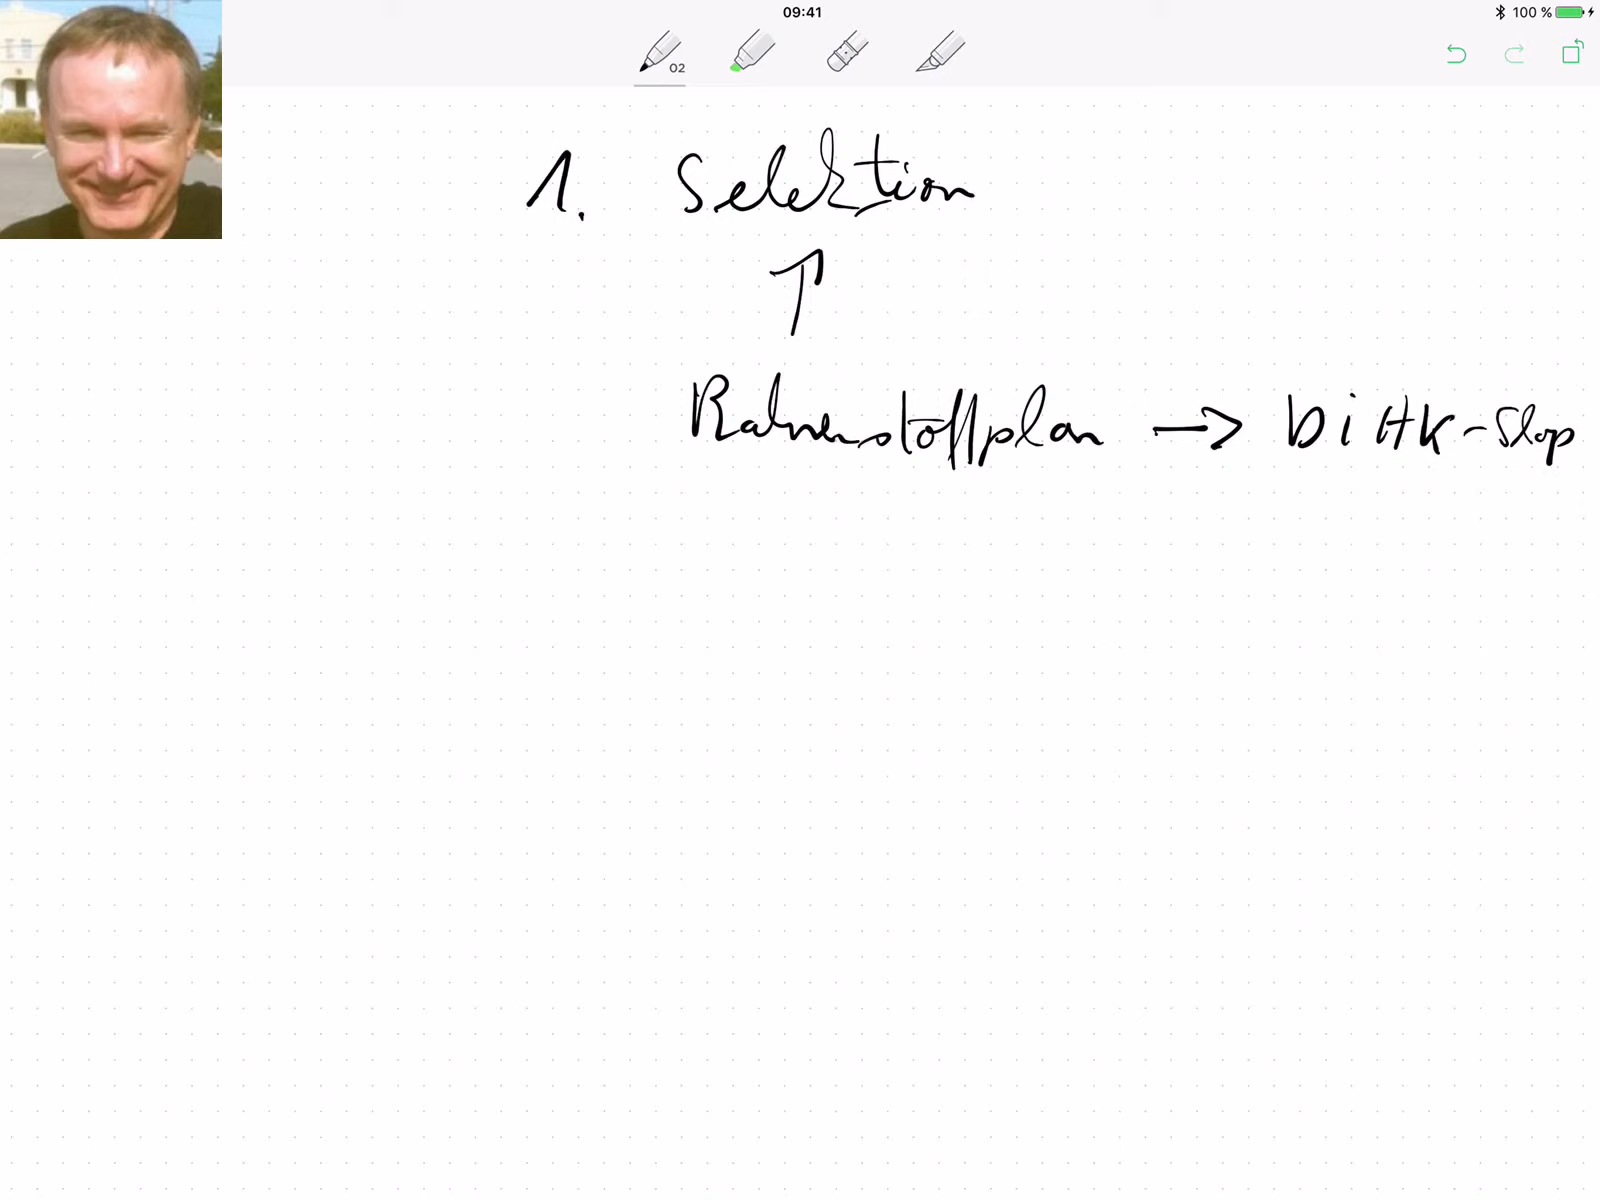 09:41
100 %
02
1. Selektion
↑
Rahmenstoffplan → DiHK-Shop